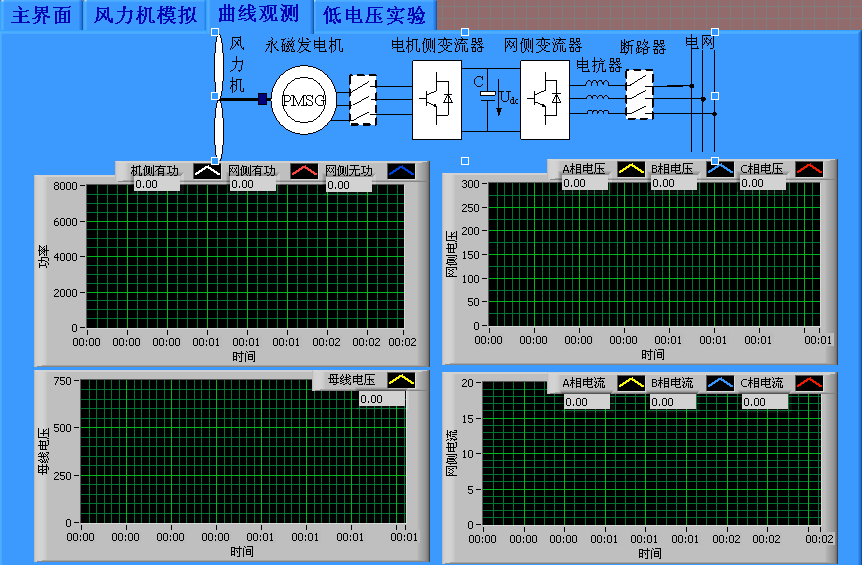 主界面 风力机模拟 曲线观测 低电压实验
风力机 永磁发电机 电机侧变流器 网侧变流器 电抗器 断路器 电网
PMSG C Udc
机侧有功 网侧有功 网侧无功
0.00 0.00 0.00
功率
8000
6000
4000
2000
0
00:00 00:00 00:00 00:01 00:01 00:01 00:02 00:02 00:02
时间
A相电压 B相电压 C相电压
0.00 0.00 0.00
网侧电压
300
250
200
150
100
50
0
00:00 00:00 00:00 00:00 00:01 00:01 00:01 00:01
时间
母线电压
0.00
母线电压
750
500
250
0
00:00 00:00 00:00 00:00 00:01 00:01 00:01 00:01
时间
A相电流 B相电流 C相电流
0.00 0.00 0.00
网侧电流
20
15
10
5
0
00:00 00:00 00:00 00:01 00:01 00:01 00:02 00:02 00:02
时间